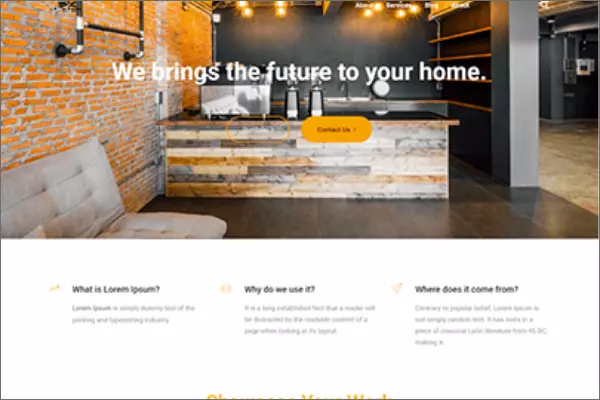 About Services Blog About
We brings the future to your home.
Contact Us ›
What is Lorem Ipsum?
Lorem Ipsum is simply dummy text of the
printing and typesetting industry.
Why do we use it?
It is a long established fact that a reader will
be distracted by the readable content of a
page when looking at its layout.
Where does it come from?
Contrary to popular belief, Lorem Ipsum is
not simply random text. It has roots in a
piece of classical Latin literature from 45 BC,
making it
Showcase Your Work